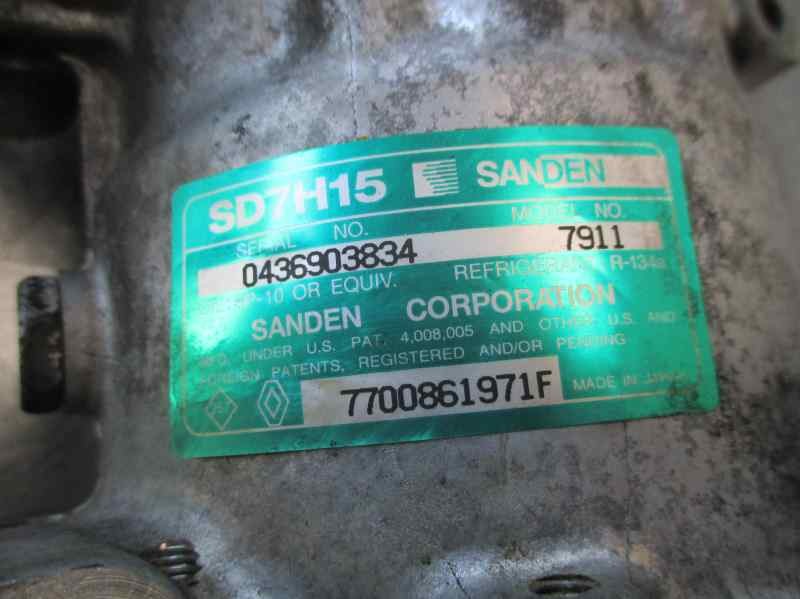 SD7H15 SANDEN
SERIAL NO. MODEL NO.
0436903834 7911
SP-10 OR EQUIV. REFRIGERANT R-134a
SANDEN CORPORATION
MFD. UNDER U.S. PAT. 4,008,005 AND OTHER U.S. AND
FOREIGN PATENTS, REGISTERED AND/OR PENDING
7700861971F MADE IN JAPAN